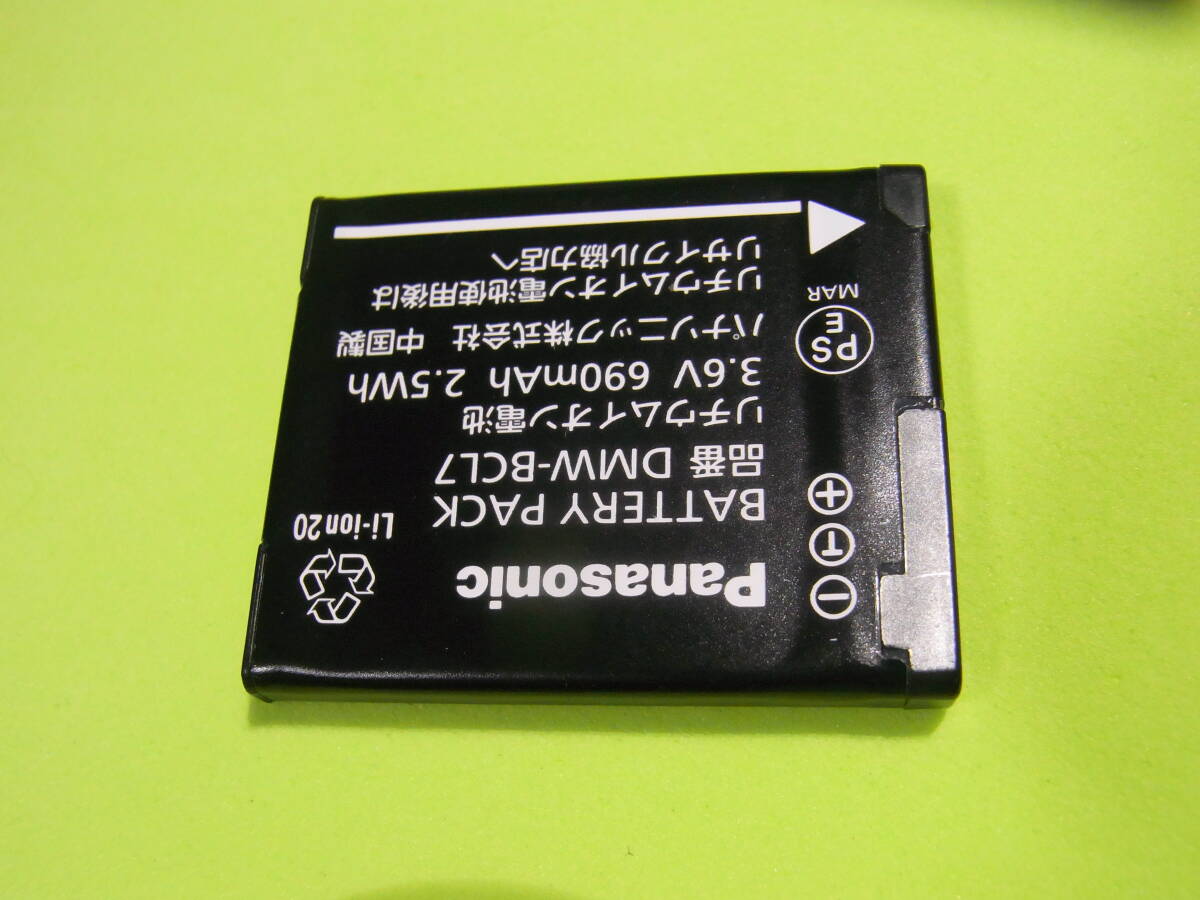 Panasonic
BATTERY PACK
Li-ion20
品番 DMW-BCL7
リチウムイオン電池
3.6V 690mAh 2.5Wh
パナソニック株式会社 中国製
リチウムイオン電池使用後は
リサイクル協力店へ
− T +
PS
E
MAR